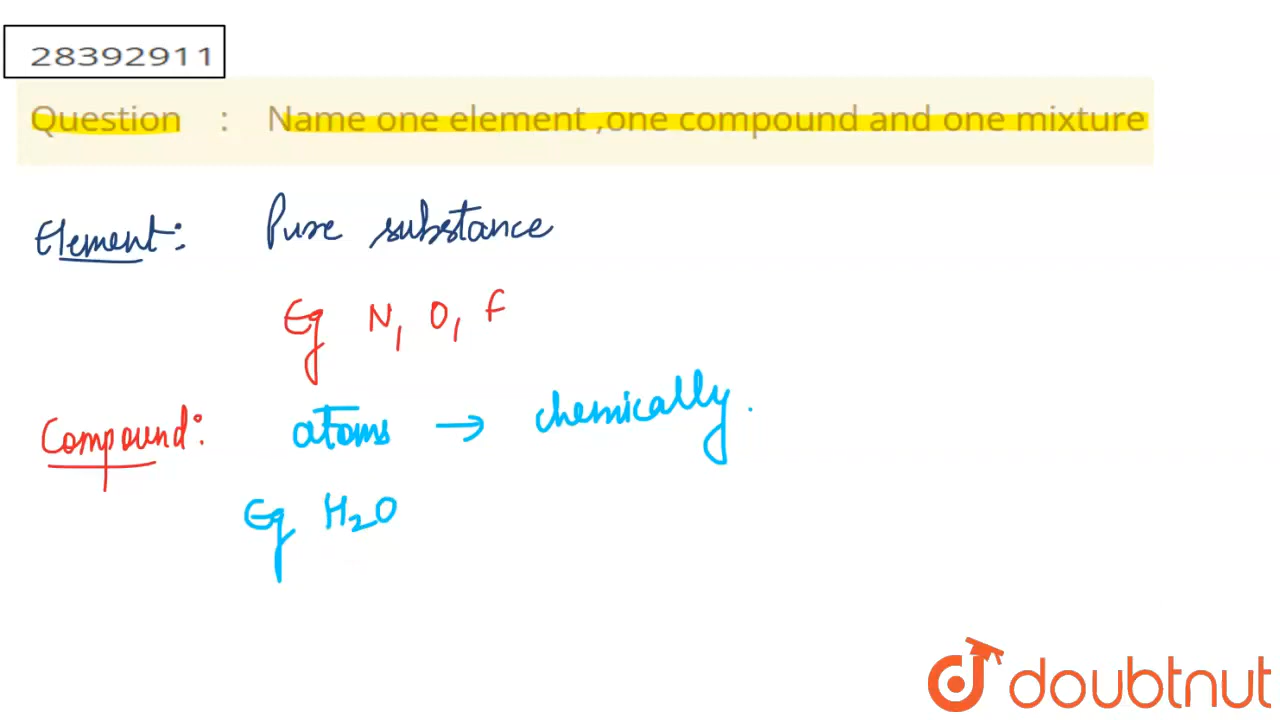 28392911
Question : Name one element ,one compound and one mixture
Element: Pure substance
Eg N, O, F
Compound: atoms → chemically.
Eg H₂O
doubtnut